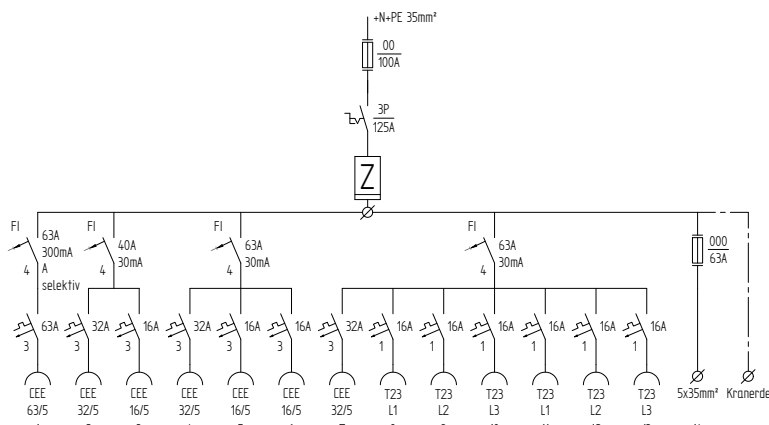 +N+PE 35mm²
00
100A
3P
125A
Z
FI
63A
300mA
A
selektiv
4
FI
40A
30mA
4
FI
63A
30mA
4
FI
63A
30mA
4
000
63A
63A 32A 16A 32A 16A 16A 32A 16A 16A 16A 16A 16A 16A
3 3 3 3 3 3 3 1 1 1 1 1 1
CEE CEE CEE CEE CEE CEE CEE T23 T23 T23 T23 T23 T23 5x35mm² Kranerde
63/5 32/5 16/5 32/5 16/5 16/5 32/5 L1 L2 L3 L1 L2 L3